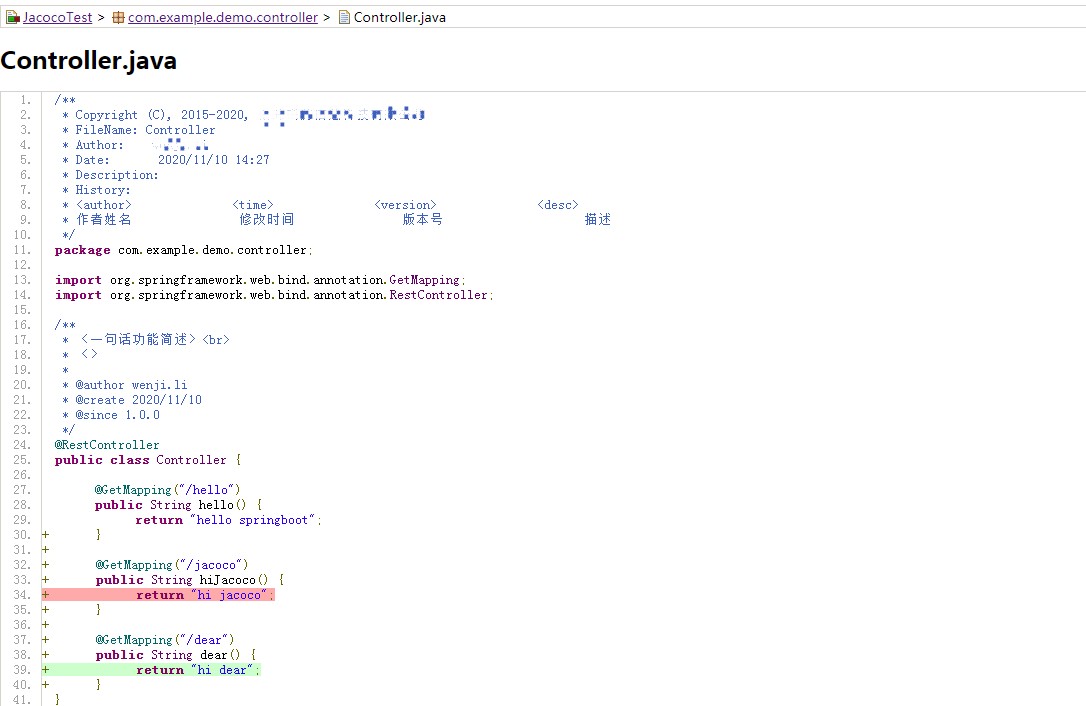 JacocoTest > com.example.demo.controller > Controller.java
Controller.java
1. /**
2. * Copyright (C), 2015-2020,
3. * FileName: Controller
4. * Author:
5. * Date: 2020/11/10 14:27
6. * Description:
7. * History:
8. * <author> <time> <version> <desc>
9. * 作者姓名 修改时间 版本号 描述
10. */
11. package com.example.demo.controller;
12.
13. import org.springframework.web.bind.annotation.GetMapping;
14. import org.springframework.web.bind.annotation.RestController;
15.
16. /**
17. * 〈一句话功能简述〉<br>
18. * 〈〉
19. *
20. * @author wenji.li
21. * @create 2020/11/10
22. * @since 1.0.0
23. */
24. @RestController
25. public class Controller {
26.
27. @GetMapping("/hello")
28. public String hello() {
29. return "hello springboot";
30. + }
31. +
32. + @GetMapping("/jacoco")
33. + public String hiJacoco() {
34. + return "hi jacoco";
35. + }
36. +
37. + @GetMapping("/dear")
38. + public String dear() {
39. + return "hi dear";
40. + }
41. }